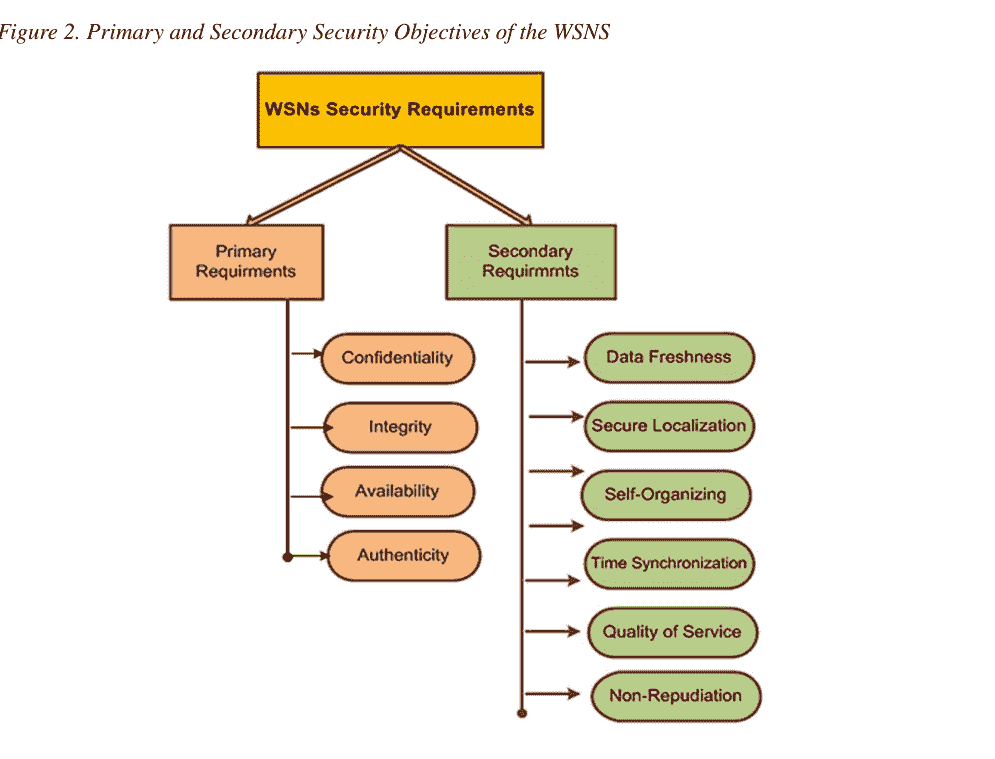 Figure 2. Primary and Secondary Security Objectives of the WSNS
WSNs Security Requirements
Primary
Requirments
Secondary
Requirmrnts
Confidentiality
Integrity
Availability
Authenticity
Data Freshness
Secure Localization
Self-Organizing
Time Synchronization
Quality of Service
Non-Repudiation